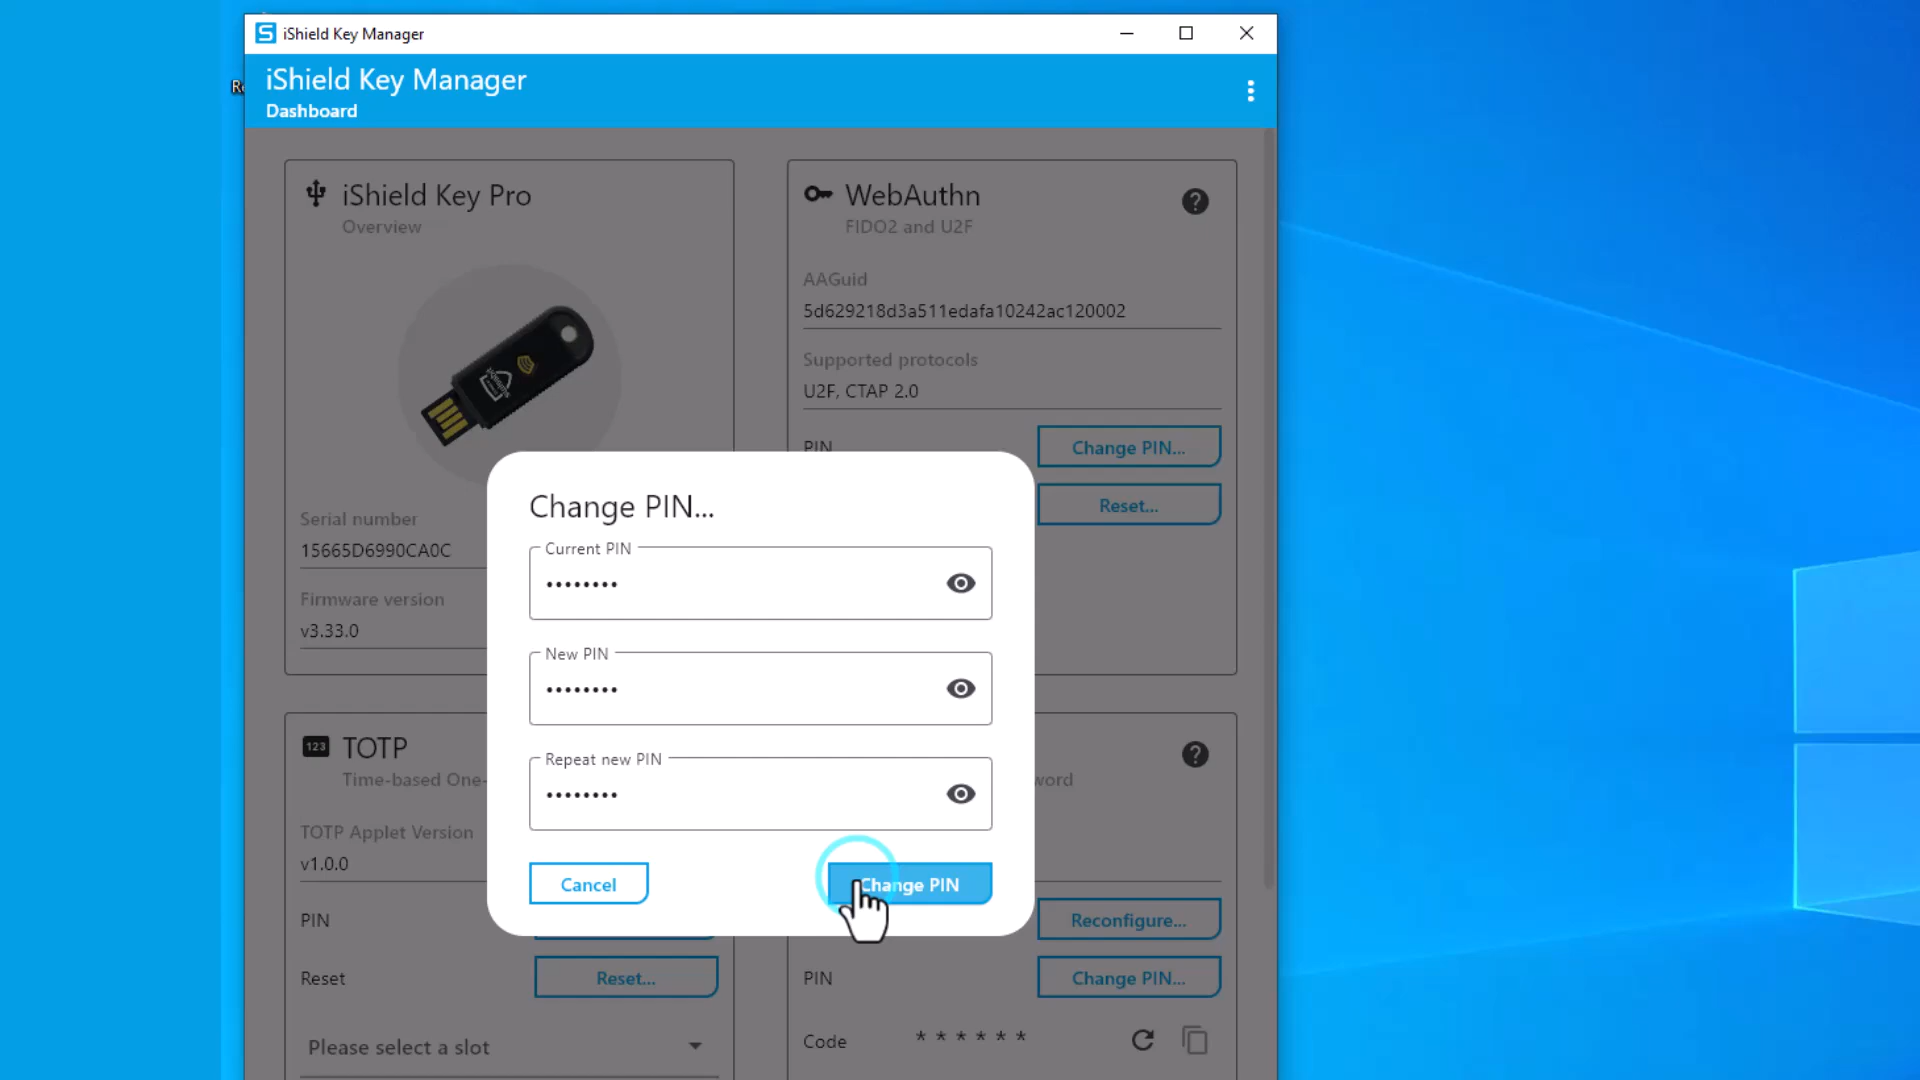 iShield Key Manager
iShield Key Manager
Dashboard
iShield Key Pro
Overview
Serial number
15665D6990CA0C
Firmware version
v3.33.0
WebAuthn
FIDO2 and U2F
AAGuid
5d629218d3a511edafa10242ac120002
Supported protocols
U2F, CTAP 2.0
PIN
Change PIN...
Reset...
Change PIN...
Current PIN
••••••••
New PIN
••••••••
Repeat new PIN
••••••••
Cancel
Change PIN
123
TOTP
Time-based One-
TOTP Applet Version
v1.0.0
PIN
Reset
Reset...
Please select a slot
word
Reconfigure...
PIN
Change PIN...
Code
* * * * * *